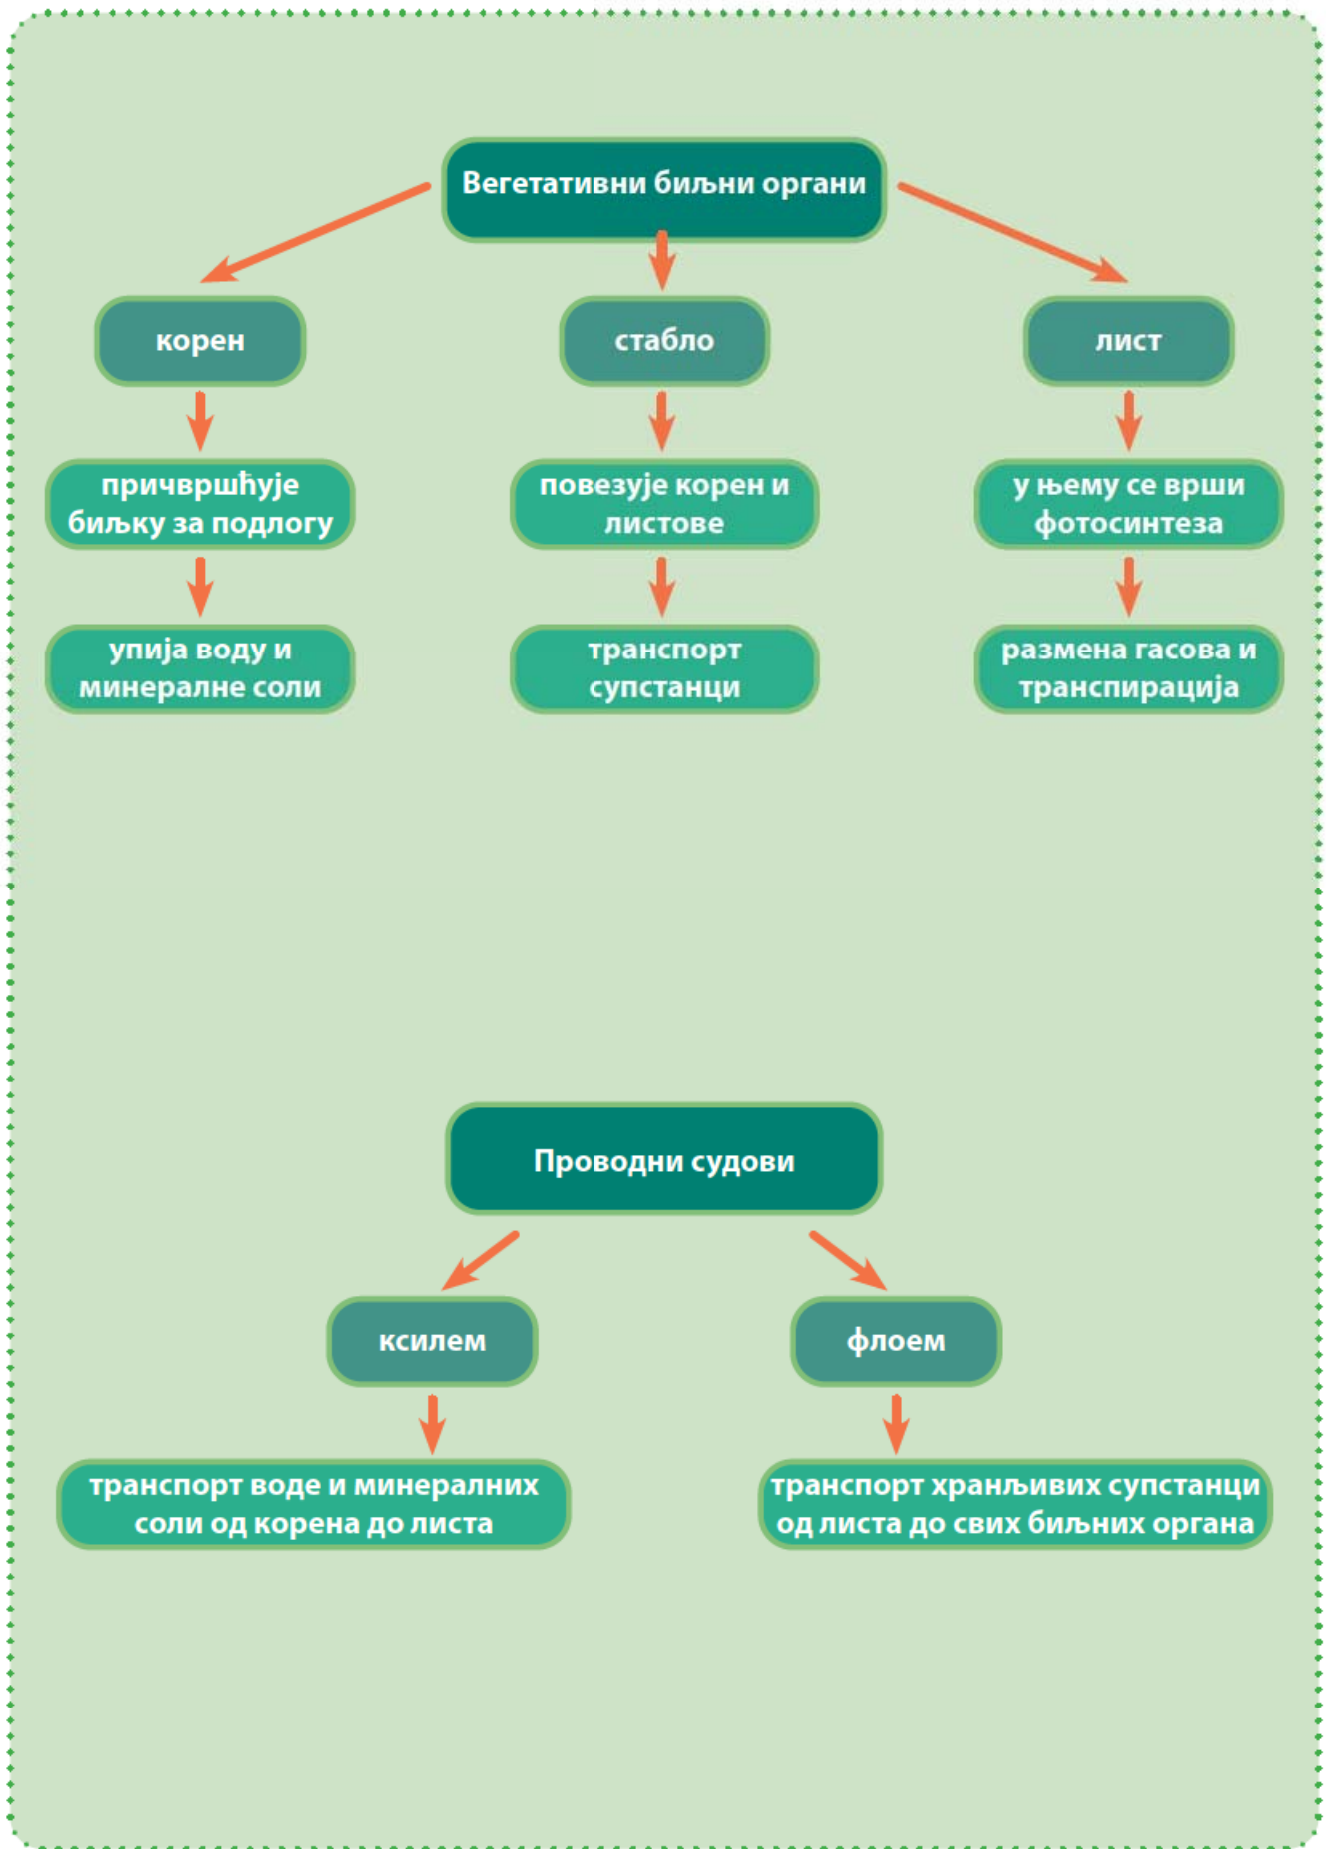 Вегетативни биљни органи
корен
стабло
лист
причвршћује
биљку за подлогу
повезује корен и
листове
у њему се врши
фотосинтеза
упија воду и
минералне соли
транспорт
супстанци
размена гасова и
транспирација
Проводни судови
ксилем
флоем
транспорт воде и минералних
соли од корена до листа
транспорт хранљивих супстанци
од листа до свих биљних органа